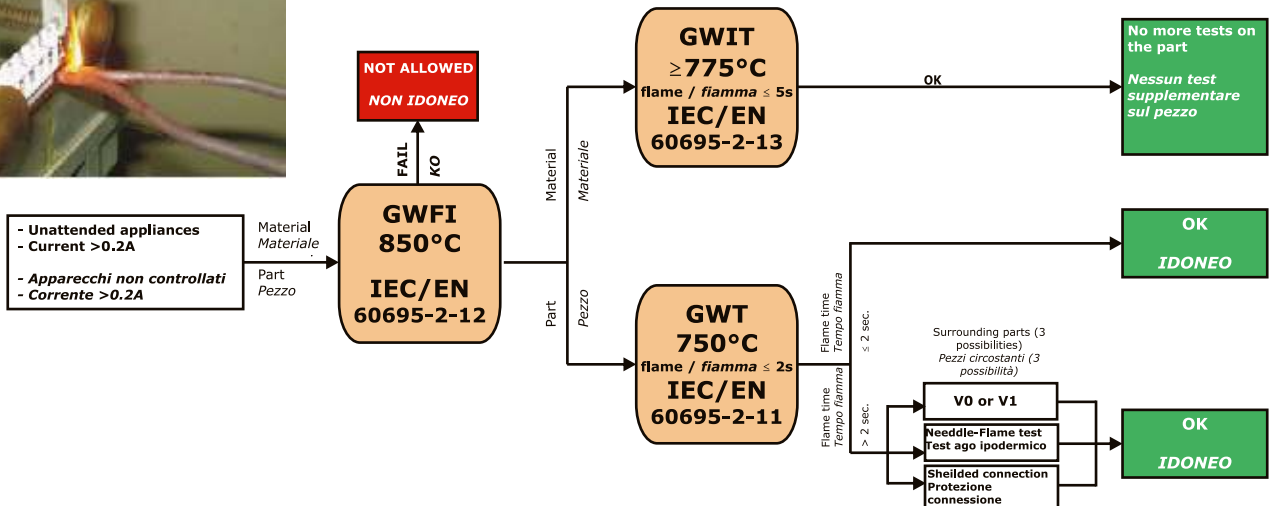 NOT ALLOWED
NON IDONEO
FAIL
KO
- Unattended appliances
- Current >0.2A
- Apparecchi non controllati
- Corrente >0.2A
Material
Materiale
Part
Pezzo
GWFI
850°C
IEC/EN
60695-2-12
Material
Materiale
Part
Pezzo
GWIT
≥775°C
flame / fiamma ≤ 5s
IEC/EN
60695-2-13
OK
No more tests on
the part
Nessun test
supplementare
sul pezzo
GWT
750°C
flame / fiamma ≤ 2s
IEC/EN
60695-2-11
Flame time
Tempo fiamma
≤ 2 sec.
OK
IDONEO
Flame time
Tempo fiamma
> 2 sec.
Surrounding parts (3
possibilities)
Pezzi circostanti (3
possibilità)
V0 or V1
Needdle-Flame test
Test ago ipodermico
Sheilded connection
Protezione
connessione
OK
IDONEO